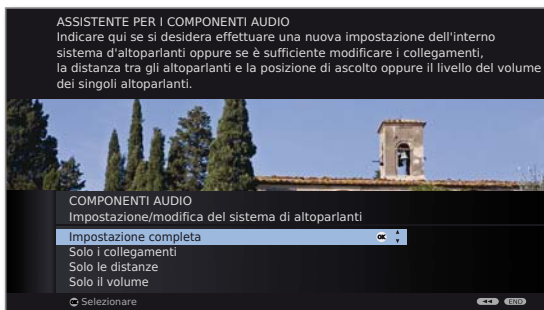 ASSISTENTE PER I COMPONENTI AUDIO
Indicare qui se si desidera effettuare una nuova impostazione dell'interno
sistema d'altoparlanti oppure se è sufficiente modificare i collegamenti,
la distanza tra gli altoparlanti e la posizione di ascolto oppure il livello del volume
dei singoli altoparlanti.
COMPONENTI AUDIO
Impostazione/modifica del sistema di altoparlanti
Impostazione completa OK
Solo i collegamenti
Solo le distanze
Solo il volume
OK Selezionare END